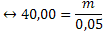 ↔ 40,00 = m / 0,05